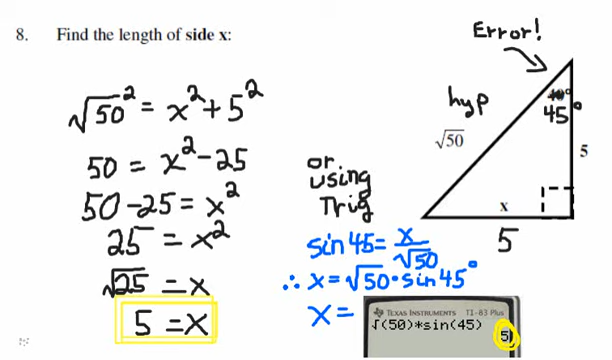 8. Find the length of side x:
Error!
√50² = x² + 5²
50 = x² - 25
50 - 25 = x²
25 = x²
√25 = x
5 = x
or
using
Trig
sin 45 = x/√50
∴ x = √50 • sin 45°
x =
TEXAS INSTRUMENTS TI-83 Plus
√(50)*sin(45)
5
hyp
√50
45°
5
x
5